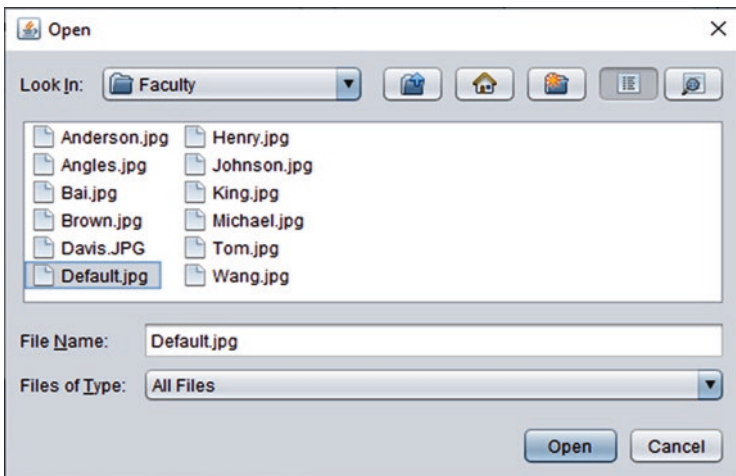 Open
Look In: Faculty
Anderson.jpg
Angles.jpg
Bai.jpg
Brown.jpg
Davis.JPG
Default.jpg
Henry.jpg
Johnson.jpg
King.jpg
Michael.jpg
Tom.jpg
Wang.jpg
File Name: Default.jpg
Files of Type: All Files
Open Cancel